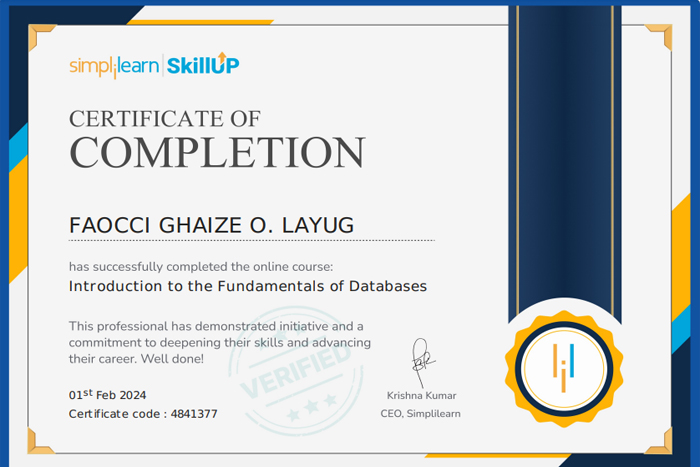 simplilearn | SkillUP
CERTIFICATE OF
COMPLETION
FAOCCI GHAIZE O. LAYUG
has successfully completed the online course:
Introduction to the Fundamentals of Databases
This professional has demonstrated initiative and a
commitment to deepening their skills and advancing
their career. Well done!
VERIFIED
01st Feb 2024
Certificate code : 4841377
Krishna Kumar
CEO, Simplilearn